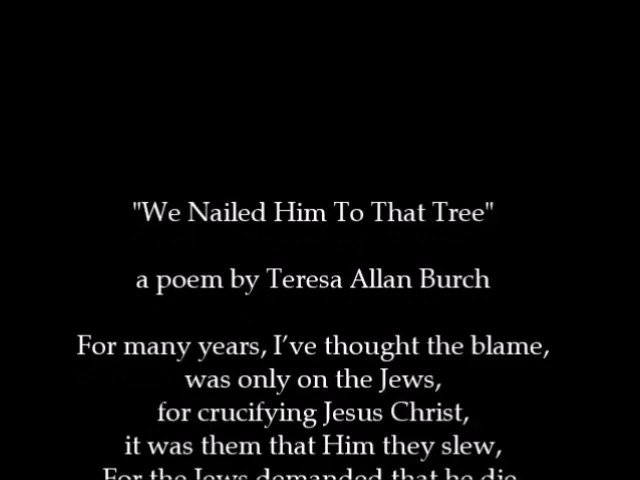 "We Nailed Him To That Tree"
a poem by Teresa Allan Burch
For many years, I've thought the blame,
was only on the Jews,
for crucifying Jesus Christ,
it was them that Him they slew,
For the Jews demanded that he die